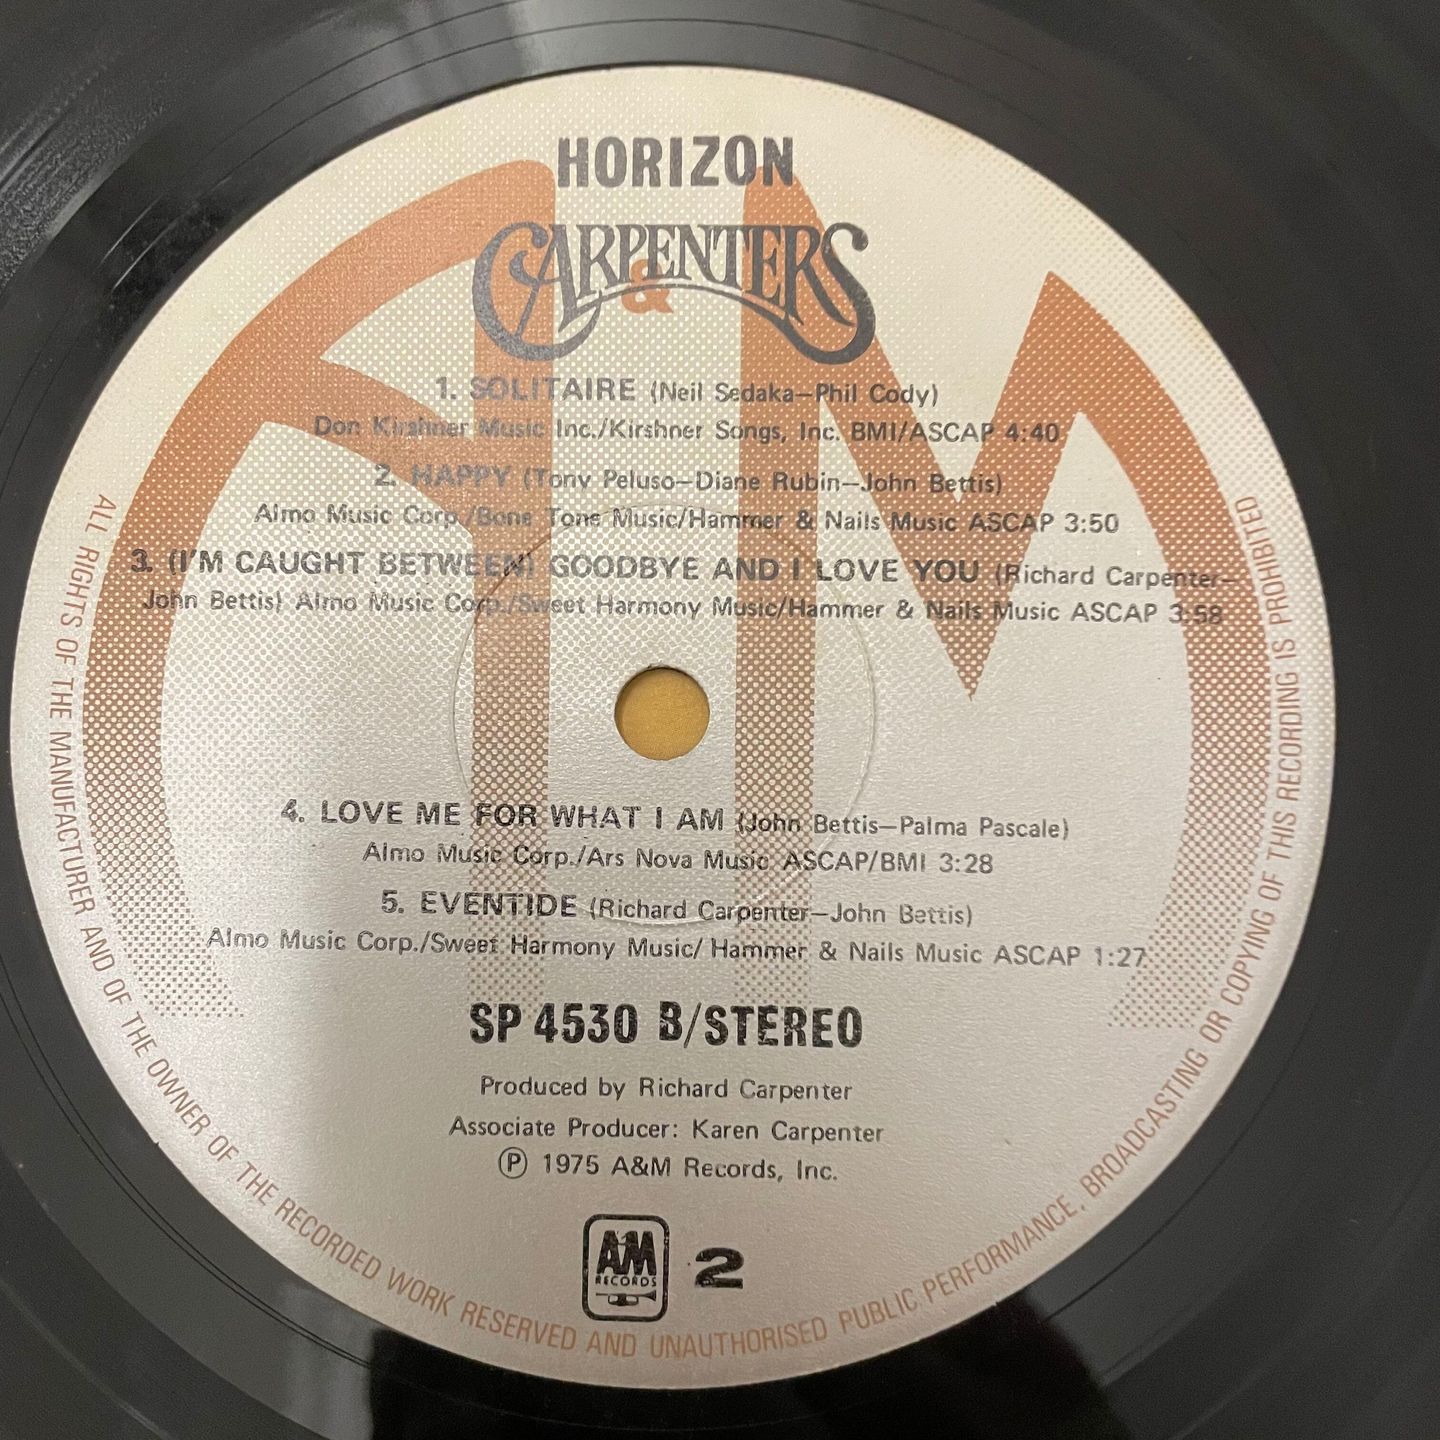 HORIZON
CARPENTERS
&
1. SOLITAIRE (Neil Sedaka—Phil Cody)
Don Kirshner Music Inc./Kirshner Songs, Inc. BMI/ASCAP 4:40
2. HAPPY (Tony Peluso—Diane Rubin—John Bettis)
Almo Music Corp./Bone Tone Music/Hammer & Nails Music ASCAP 3:50
3. (I'M CAUGHT BETWEEN) GOODBYE AND I LOVE YOU (Richard Carpenter—
John Bettis) Almo Music Corp./Sweet Harmony Music/Hammer & Nails Music ASCAP 3:58
4. LOVE ME FOR WHAT I AM (John Bettis—Palma Pascale)
Almo Music Corp./Ars Nova Music ASCAP/BMI 3:28
5. EVENTIDE (Richard Carpenter—John Bettis)
Almo Music Corp./Sweet Harmony Music/ Hammer & Nails Music ASCAP 1:27
SP 4530 B/STEREO
Produced by Richard Carpenter
Associate Producer: Karen Carpenter
Ⓟ 1975 A&M Records, Inc.
AM
RECORDS
2
ALL RIGHTS OF THE MANUFACTURER AND OF THE OWNER OF THE RECORDED WORK RESERVED AND UNAUTHORISED PUBLIC PERFORMANCE, BROADCASTING OR COPYING OF THIS RECORDING IS PROHIBITED